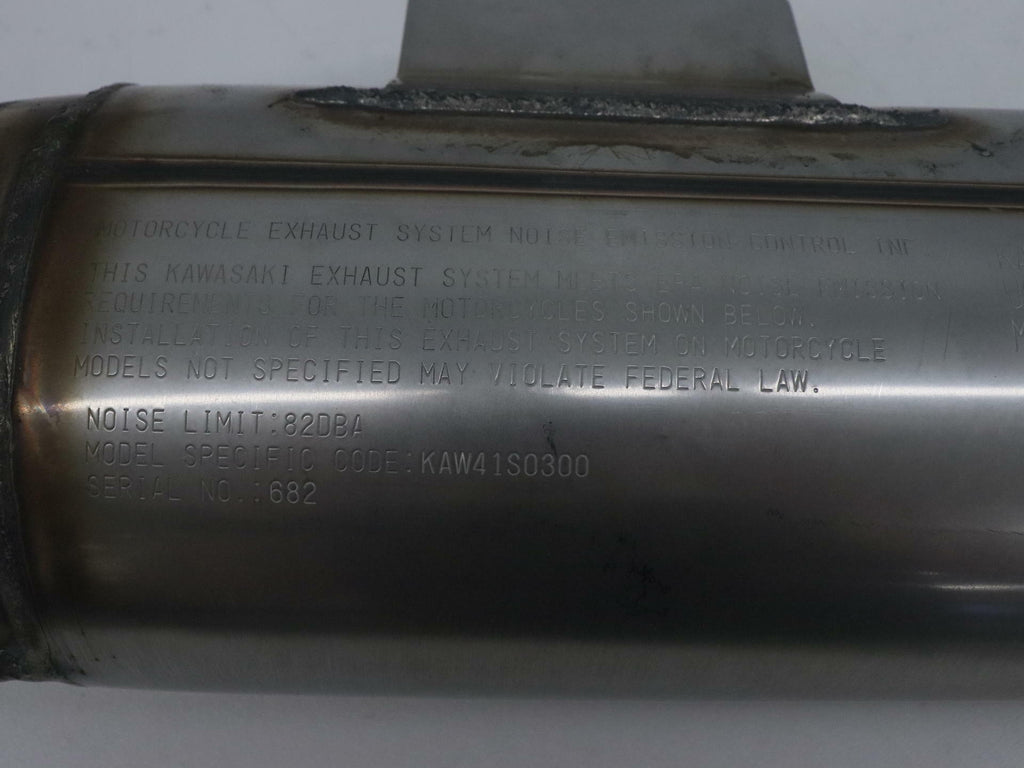 MOTORCYCLE EXHAUST SYSTEM NOISE EMISSION CONTROL INF
THIS KAWASAKI EXHAUST SYSTEM MEETS EPA NOISE EMISSION
REQUIREMENTS FOR THE MOTORCYCLES SHOWN BELOW.
INSTALLATION OF THIS EXHAUST SYSTEM ON MOTORCYCLE
MODELS NOT SPECIFIED MAY VIOLATE FEDERAL LAW.
NOISE LIMIT:82DBA
MODEL SPECIFIC CODE:KAW41S0300
SERIAL NO.:682